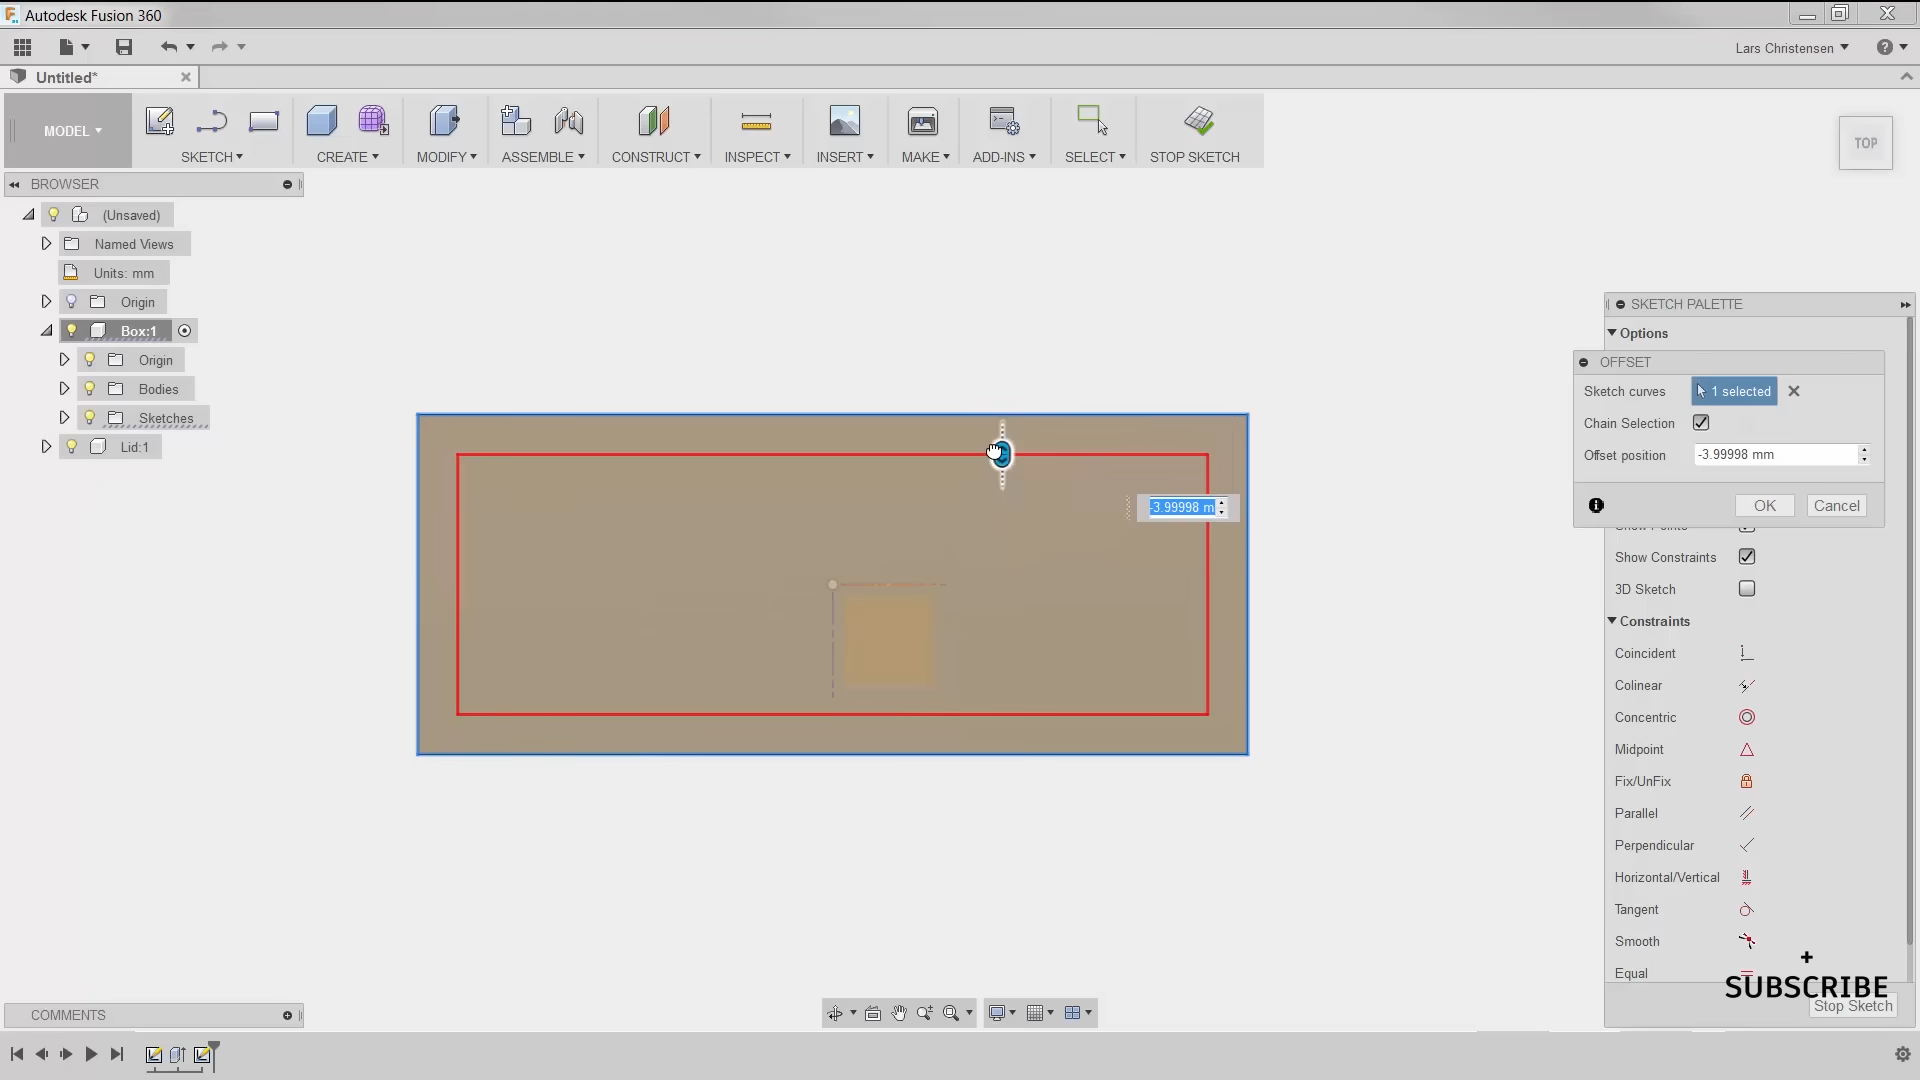 Autodesk Fusion 360
Lars Christensen
Untitled*
MODEL
SKETCH
CREATE
MODIFY
ASSEMBLE
CONSTRUCT
INSPECT
INSERT
MAKE
ADD-INS
SELECT
STOP SKETCH
TOP
BROWSER
(Unsaved)
Named Views
Units: mm
Origin
Box:1
Origin
Bodies
Sketches
Lid:1
-3.99998 m
SKETCH PALETTE
Options
OFFSET
Sketch curves
1 selected
Chain Selection
Offset position
-3.99998 mm
OK
Cancel
Show Points
Show Constraints
3D Sketch
Constraints
Coincident
Colinear
Concentric
Midpoint
Fix/UnFix
Parallel
Perpendicular
Horizontal/Vertical
Tangent
Smooth
Equal
SUBSCRIBE
Stop Sketch
COMMENTS